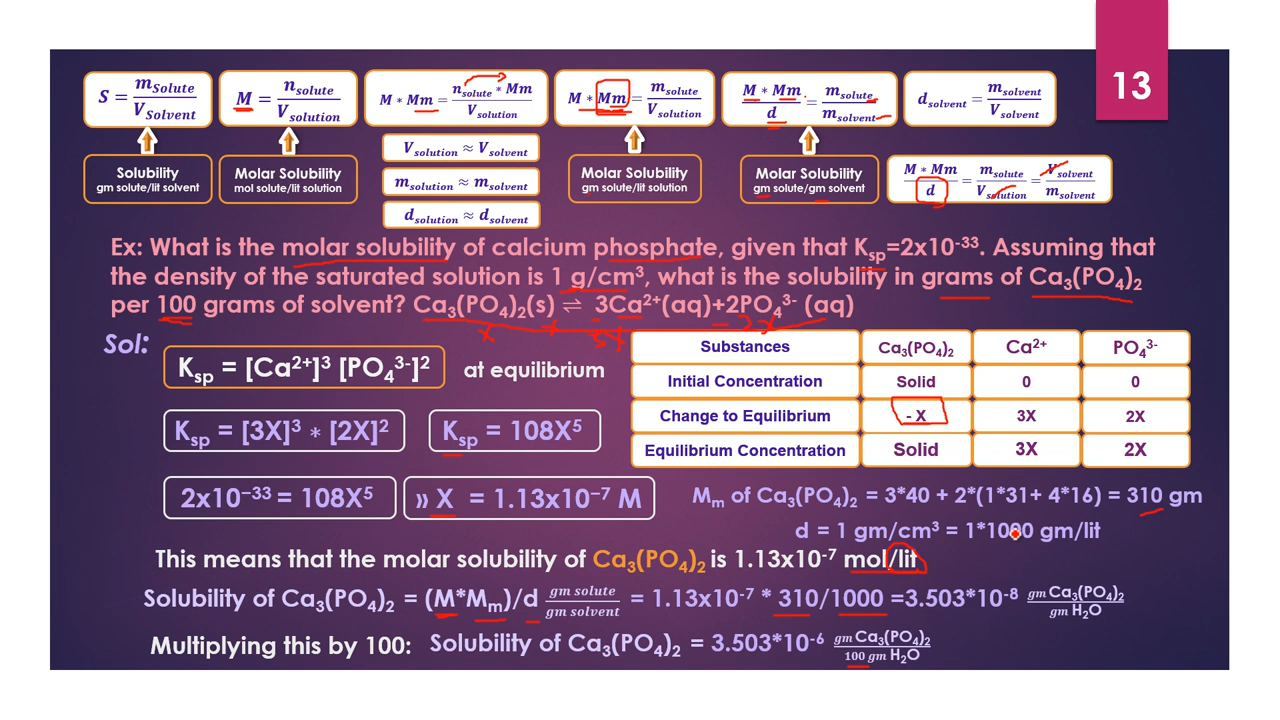 13
S = m_Solute / V_Solvent
M = n_solute / V_solution
M * Mm = n_solute * Mm / V_Solution
M * Mm = m_solute / V_Solution
M * Mm / d = m_solute / m_solvent
d_solvent = m_solvent / V_Solvent
Solubility
gm solute/lit solvent
Molar Solubility
mol solute/lit solution
V_solution ≈ V_Solvent
m_solution ≈ m_solvent
d_solution ≈ d_solvent
Molar Solubility
gm solute/lit solution
Molar Solubility
gm solute/gm solvent
M * Mm / d = m_solute / V_Solution = V_Solvent / m_solvent
Ex: What is the molar solubility of calcium phosphate, given that Ksp=2x10⁻³³. Assuming that
the density of the saturated solution is 1 g/cm³, what is the solubility in grams of Ca₃(PO₄)₂
per 100 grams of solvent? Ca₃(PO₄)₂(s) ⇌ 3Ca²⁺(aq)+2PO₄³⁻ (aq)
x x 3x 2x
Sol:
Ksp = [Ca²⁺]³ [PO₄³⁻]² at equilibrium
Ksp = [3X]³ * [2X]²
Ksp = 108X⁵
2x10⁻³³ = 108X⁵
» X = 1.13x10⁻⁷ M
Substances Ca₃(PO₄)₂ Ca²⁺ PO₄³⁻
Initial Concentration Solid 0 0
Change to Equilibrium - X 3X 2X
Equilibrium Concentration Solid 3X 2X
Mm of Ca₃(PO₄)₂ = 3*40 + 2*(1*31+ 4*16) = 310 gm
d = 1 gm/cm³ = 1*1000 gm/lit
This means that the molar solubility of Ca₃(PO₄)₂ is 1.13x10⁻⁷ mol/lit
Solubility of Ca₃(PO₄)₂ = (M*Mm)/d gm solute / gm solvent = 1.13x10⁻⁷ * 310/1000 =3.503*10⁻⁸ gm Ca₃(PO₄)₂ / gm H₂O
Multiplying this by 100: Solubility of Ca₃(PO₄)₂ = 3.503*10⁻⁶ gm Ca₃(PO₄)₂ / 100 gm H₂O